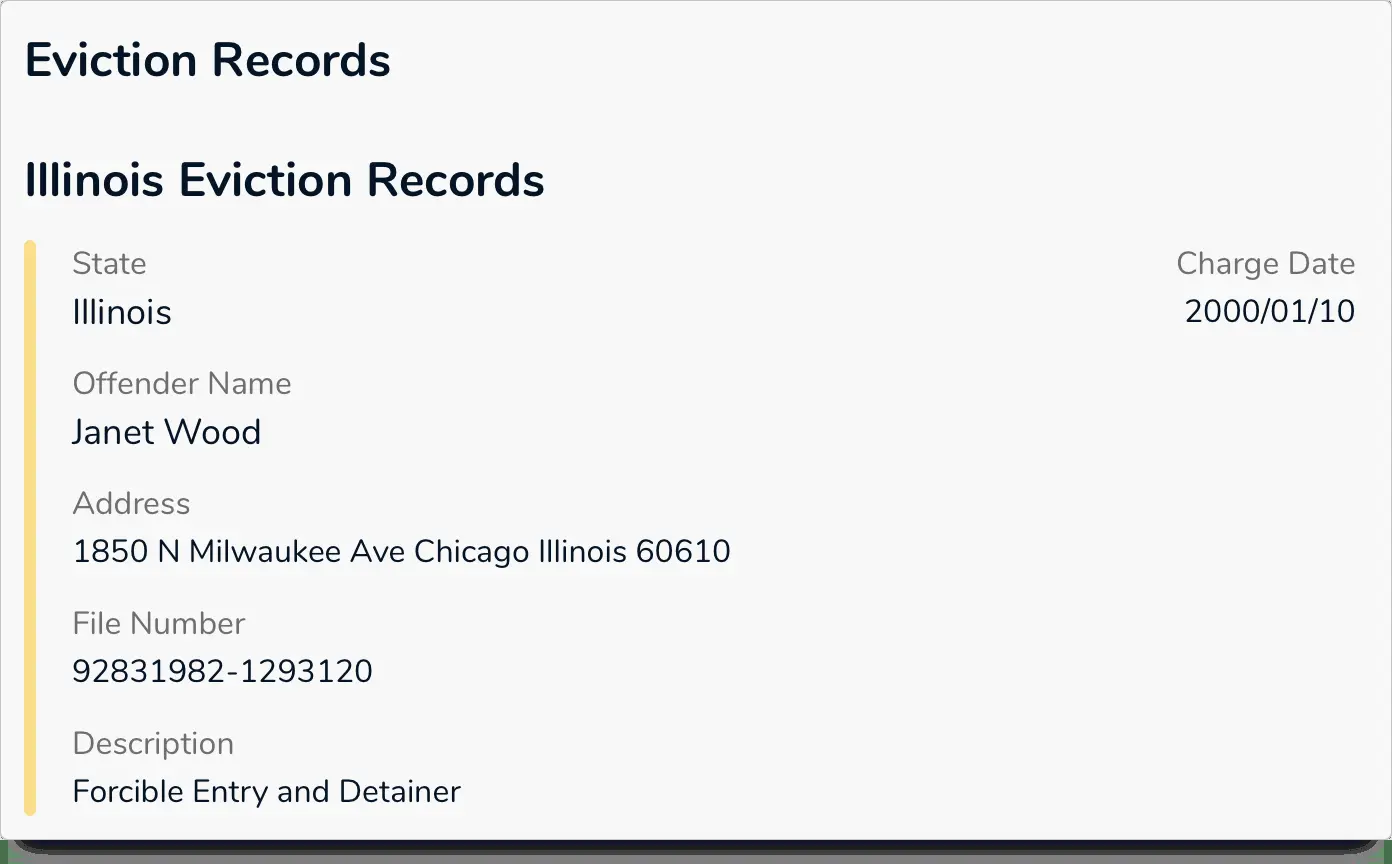 Eviction Records
Illinois Eviction Records
State
Charge Date
Illinois
2000/01/10
Offender Name
Janet Wood
Address
1850 N Milwaukee Ave Chicago Illinois 60610
File Number
92831982-1293120
Description
Forcible Entry and Detainer